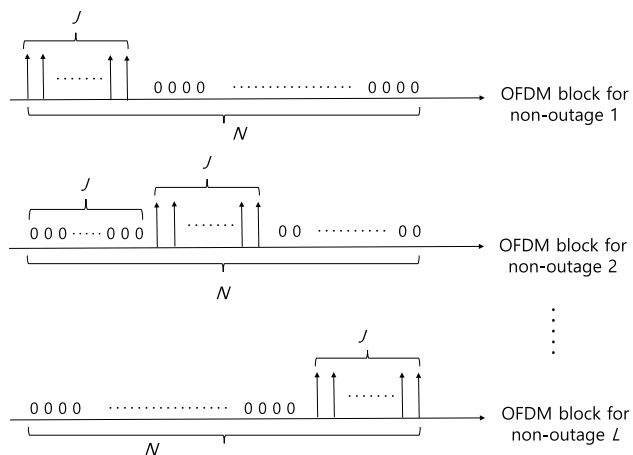 J
0 0 0 0 ................. 0 0 0 0
OFDM block for
non-outage 1
N
J
J
0 0 0 ..... 0 0 0
0 0 .......... 0 0
OFDM block for
non-outage 2
N
J
0 0 0 0 ................. 0 0 0 0
OFDM block for
non-outage L
N